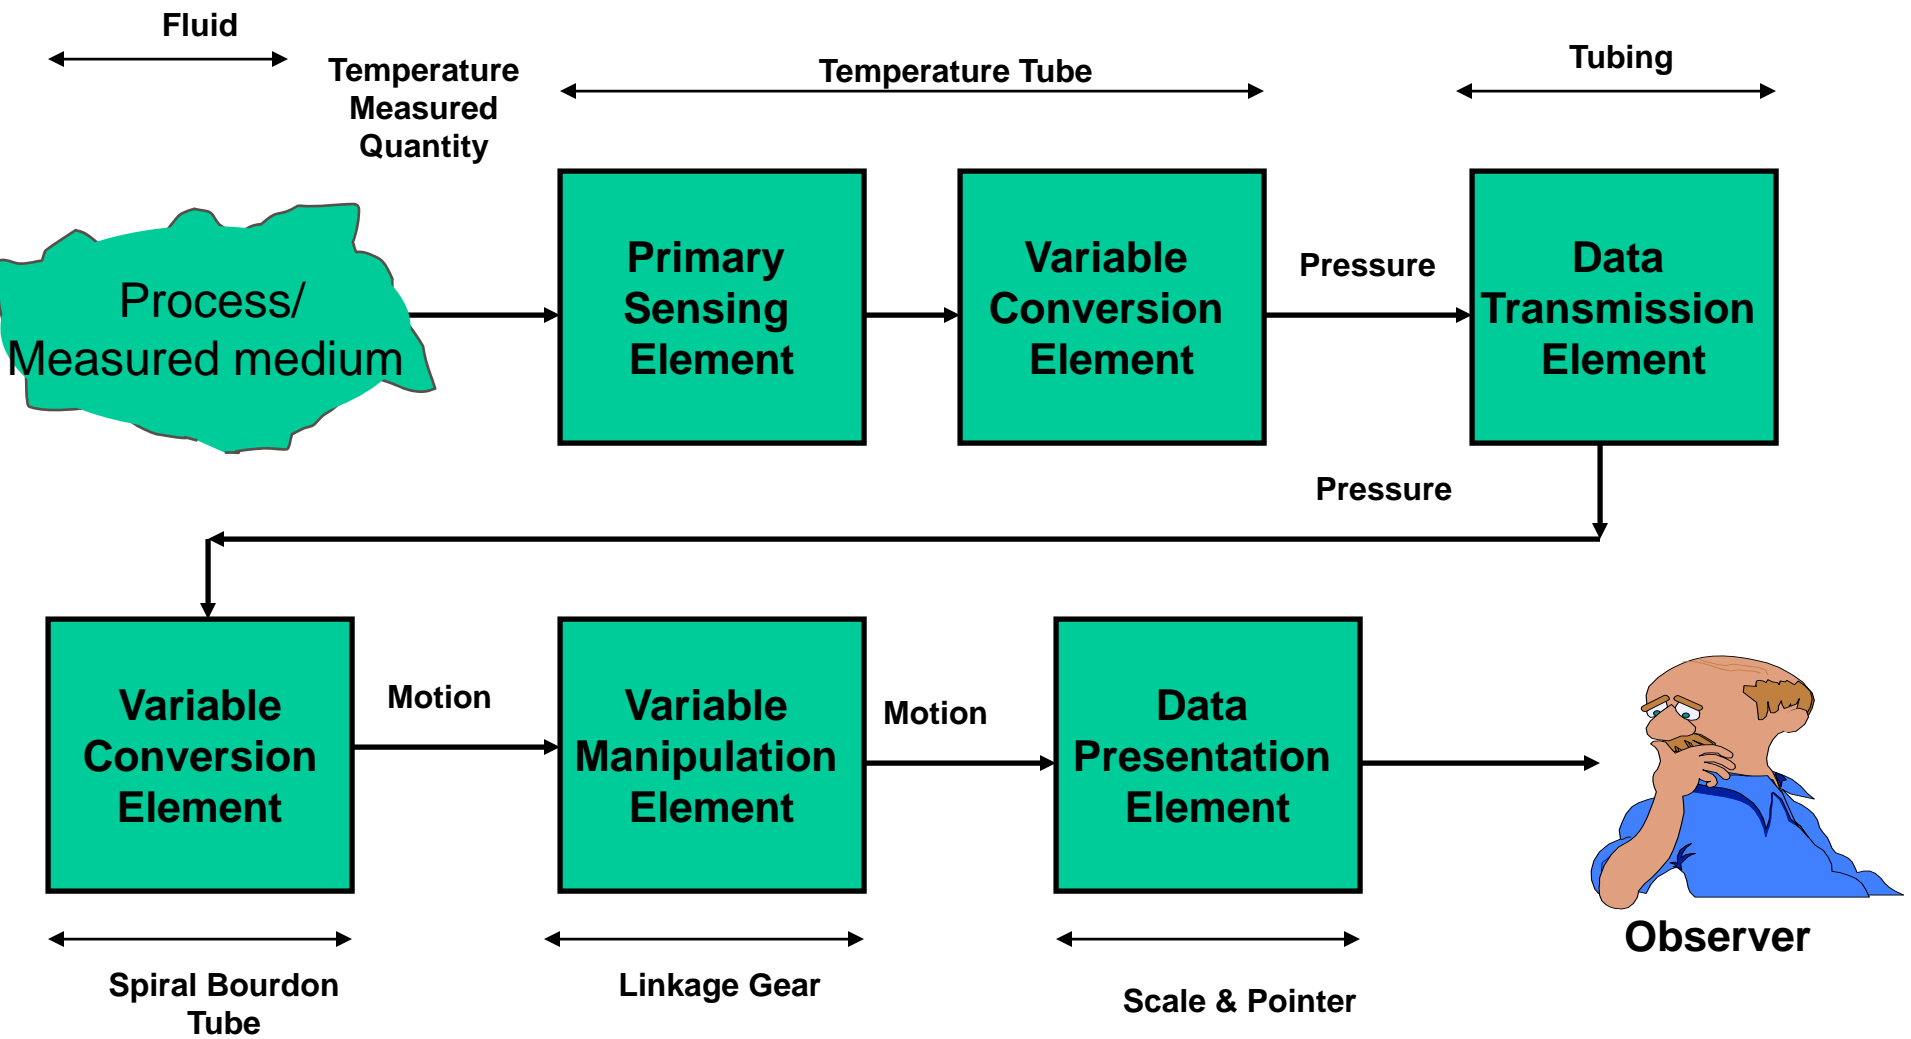 Fluid
Temperature
Measured
Quantity
Temperature Tube
Tubing
Process/
Measured medium
Primary
Sensing
Element
Variable
Conversion
Element
Pressure
Data
Transmission
Element
Pressure
Variable
Conversion
Element
Motion
Variable
Manipulation
Element
Motion
Data
Presentation
Element
Observer
Spiral Bourdon
Tube
Linkage Gear
Scale & Pointer